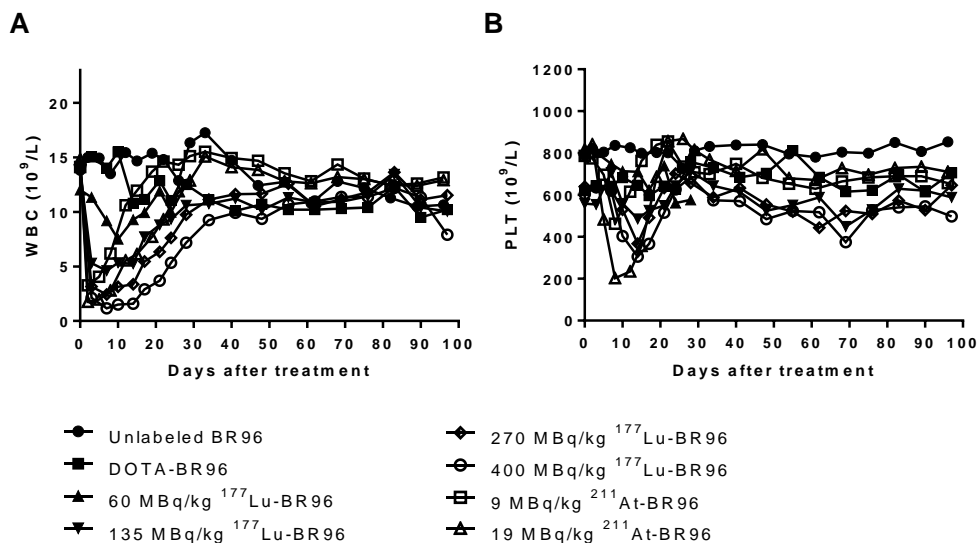 A
B
WBC (10^9/L)
20
15
10
5
0
0 10 20 30 40 50 60 70 80 90 100
Days after treatment
PLT (10^9/L)
1200
1000
800
600
400
200
0
0 10 20 30 40 50 60 70 80 90 100
Days after treatment
Unlabeled BR96
DOTA-BR96
60 MBq/kg ^177Lu-BR96
135 MBq/kg ^177Lu-BR96
270 MBq/kg ^177Lu-BR96
400 MBq/kg ^177Lu-BR96
9 MBq/kg ^211At-BR96
19 MBq/kg ^211At-BR96